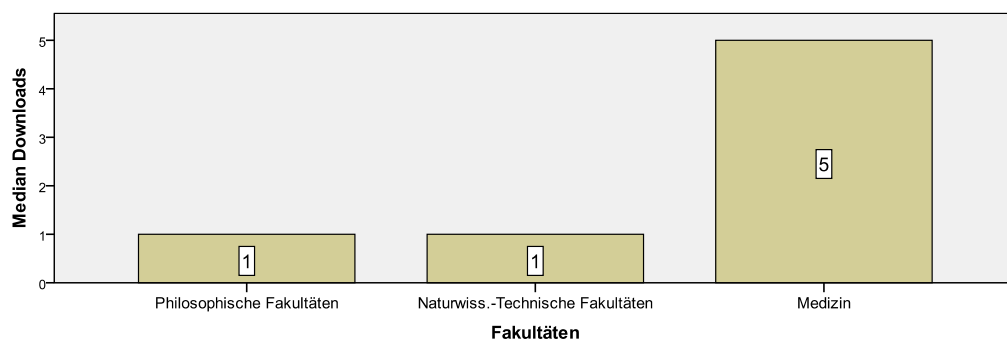 Median Downloads
5
4
3
2
1
0
1
1
5
Philosophische Fakultäten
Naturwiss.-Technische Fakultäten
Medizin
Fakultäten